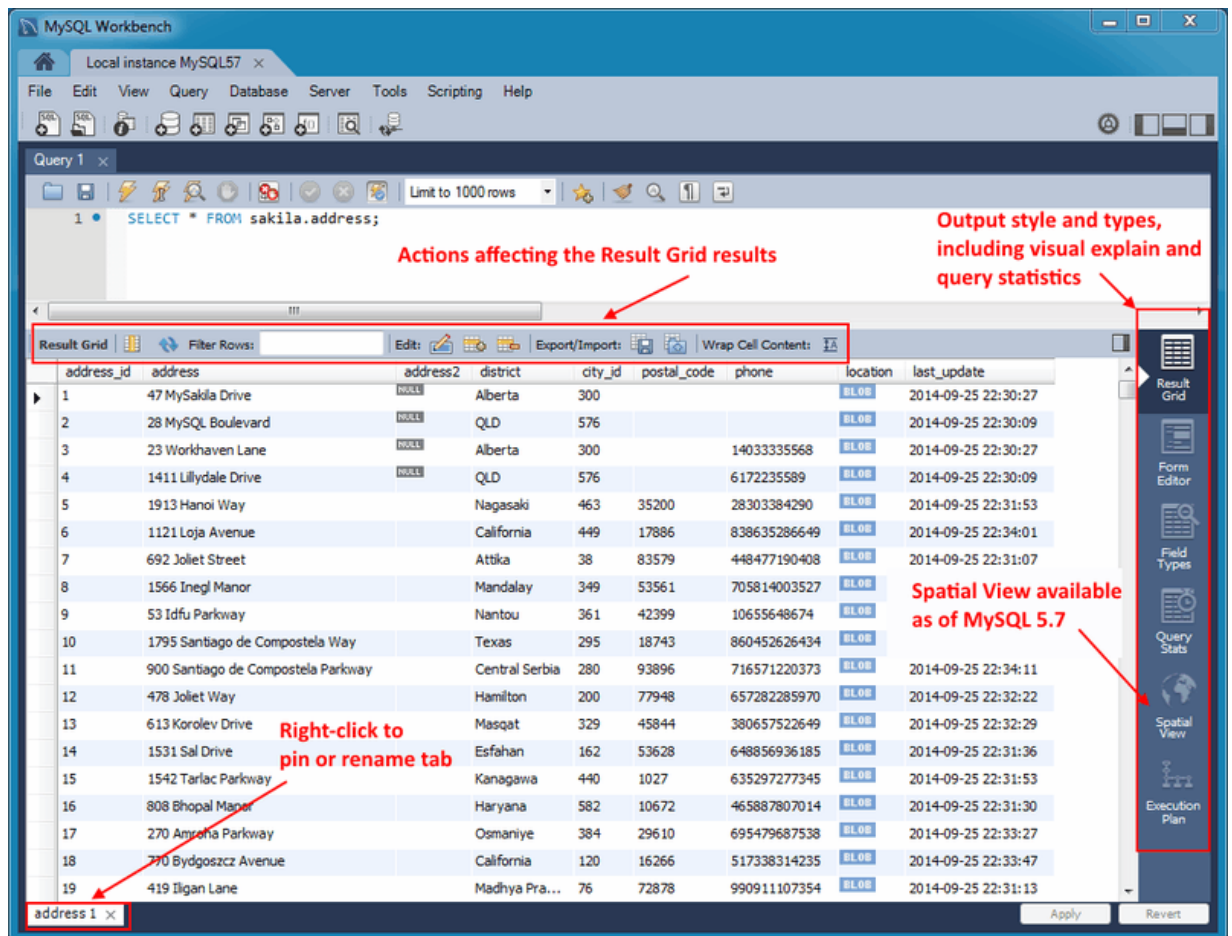 MySQL Workbench
Local instance MySQL57
File Edit View Query Database Server Tools Scripting Help
Query 1
Limit to 1000 rows
1 SELECT * FROM sakila.address;
Actions affecting the Result Grid results
Output style and types,
including visual explain and
query statistics
Result Grid Filter Rows: Edit: Export/Import: Wrap Cell Content:
address_id address address2 district city_id postal_code phone location last_update
1 47 MySakila Drive NULL Alberta 300 BLOB 2014-09-25 22:30:27
2 28 MySQL Boulevard NULL QLD 576 BLOB 2014-09-25 22:30:09
3 23 Workhaven Lane NULL Alberta 300 14033335568 BLOB 2014-09-25 22:30:27
4 1411 Lillydale Drive NULL QLD 576 6172235589 BLOB 2014-09-25 22:30:09
5 1913 Hanoi Way Nagasaki 463 35200 28303384290 BLOB 2014-09-25 22:31:53
6 1121 Loja Avenue California 449 17886 838635286649 BLOB 2014-09-25 22:34:01
7 692 Joliet Street Attika 38 83579 448477190408 BLOB 2014-09-25 22:31:07
8 1566 Inegl Manor Mandalay 349 53561 705814003527 BLOB
9 53 Idfu Parkway Nantou 361 42399 10655648674 BLOB
10 1795 Santiago de Compostela Way Texas 295 18743 860452626434 BLOB
11 900 Santiago de Compostela Parkway Central Serbia 280 93896 716571220373 BLOB 2014-09-25 22:34:11
12 478 Joliet Way Hamilton 200 77948 657282285970 BLOB 2014-09-25 22:32:22
13 613 Korolev Drive Masqat 329 45844 380657522649 BLOB 2014-09-25 22:32:29
14 1531 Sal Drive Esfahan 162 53628 648856936185 BLOB 2014-09-25 22:31:36
15 1542 Tarlac Parkway Kanagawa 440 1027 635297277345 BLOB 2014-09-25 22:31:53
16 808 Bhopal Manor Haryana 582 10672 465887807014 BLOB 2014-09-25 22:31:30
17 270 Amroha Parkway Osmaniye 384 29610 695479687538 BLOB 2014-09-25 22:33:27
18 770 Bydgoszcz Avenue California 120 16266 517338314235 BLOB 2014-09-25 22:33:47
19 419 Iligan Lane Madhya Pra... 76 72878 990911107354 BLOB 2014-09-25 22:31:13
Spatial View available
as of MySQL 5.7
Right-click to
pin or rename tab
Result
Grid
Form
Editor
Field
Types
Query
Stats
Spatial
View
Execution
Plan
address 1
Apply Revert